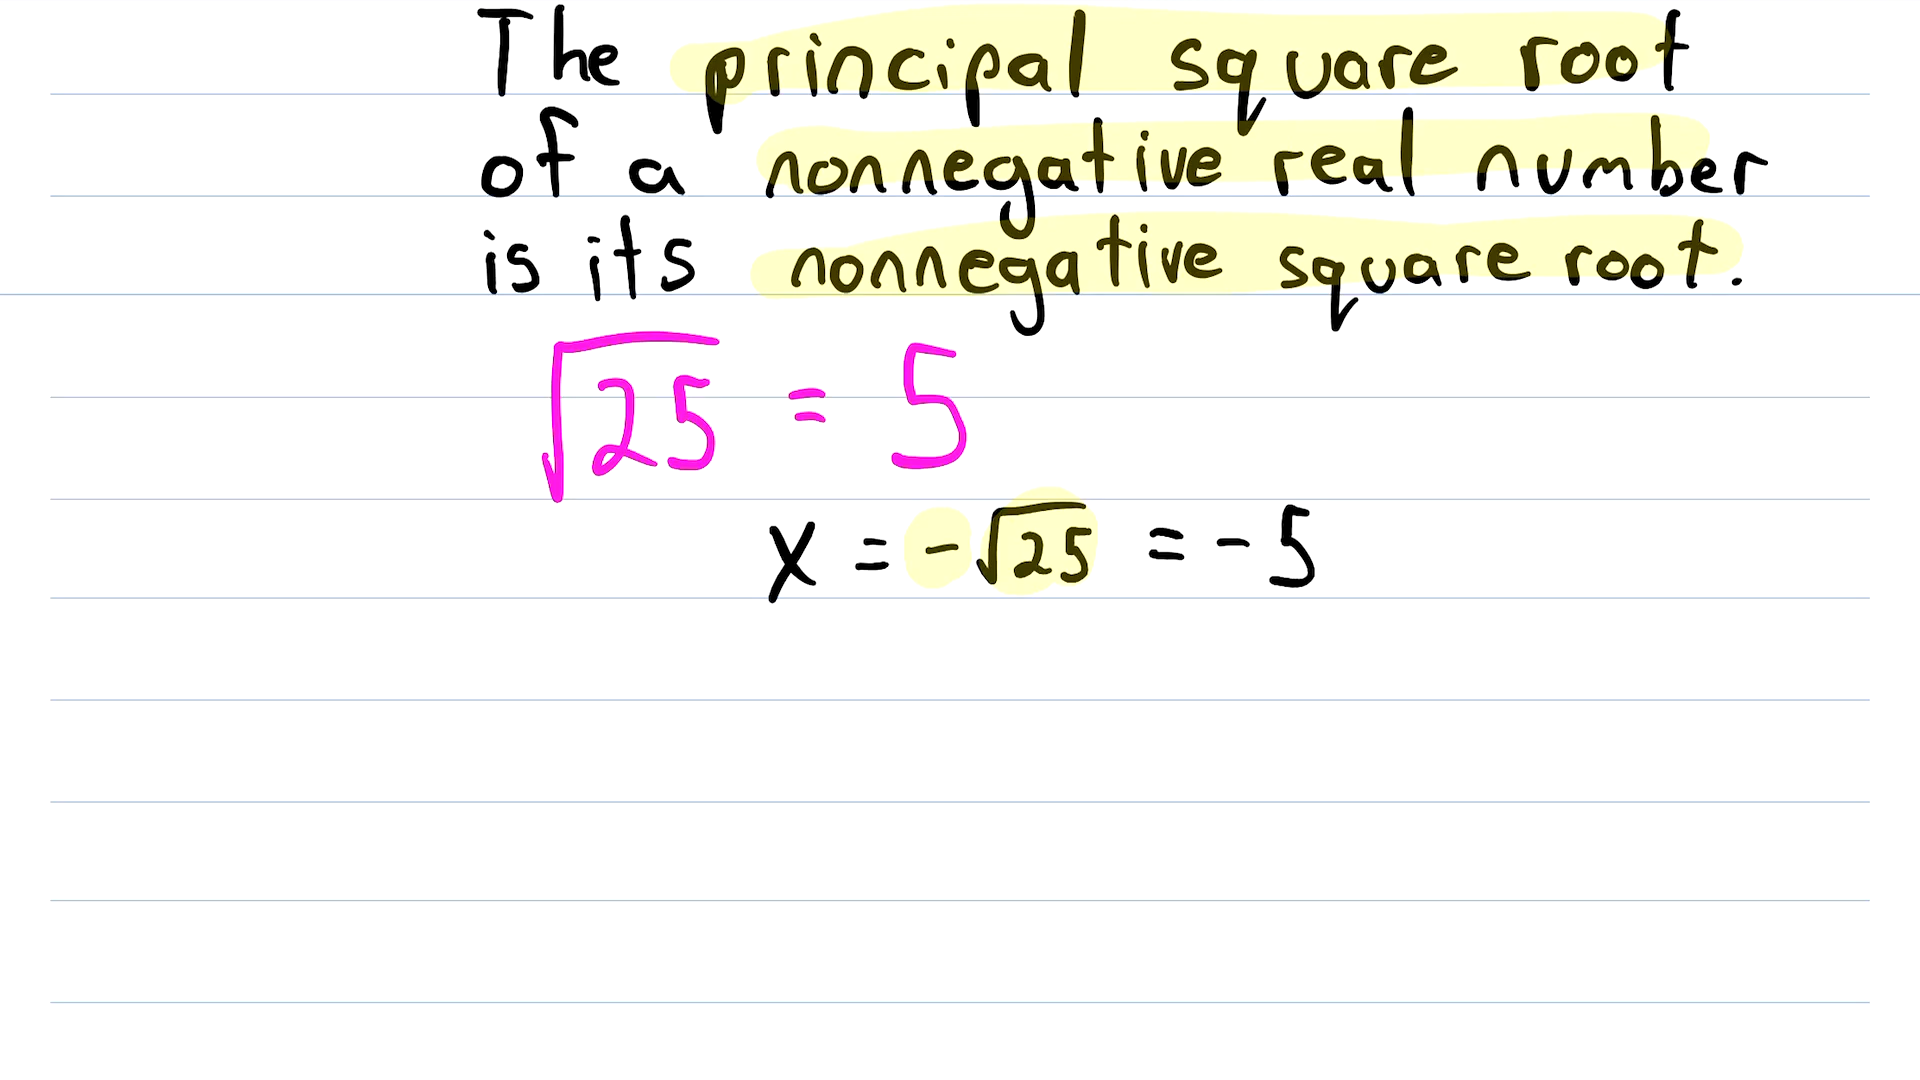 The principal square root
of a nonnegative real number
is its nonnegative square root.
√25 = 5
x = -√25 = -5